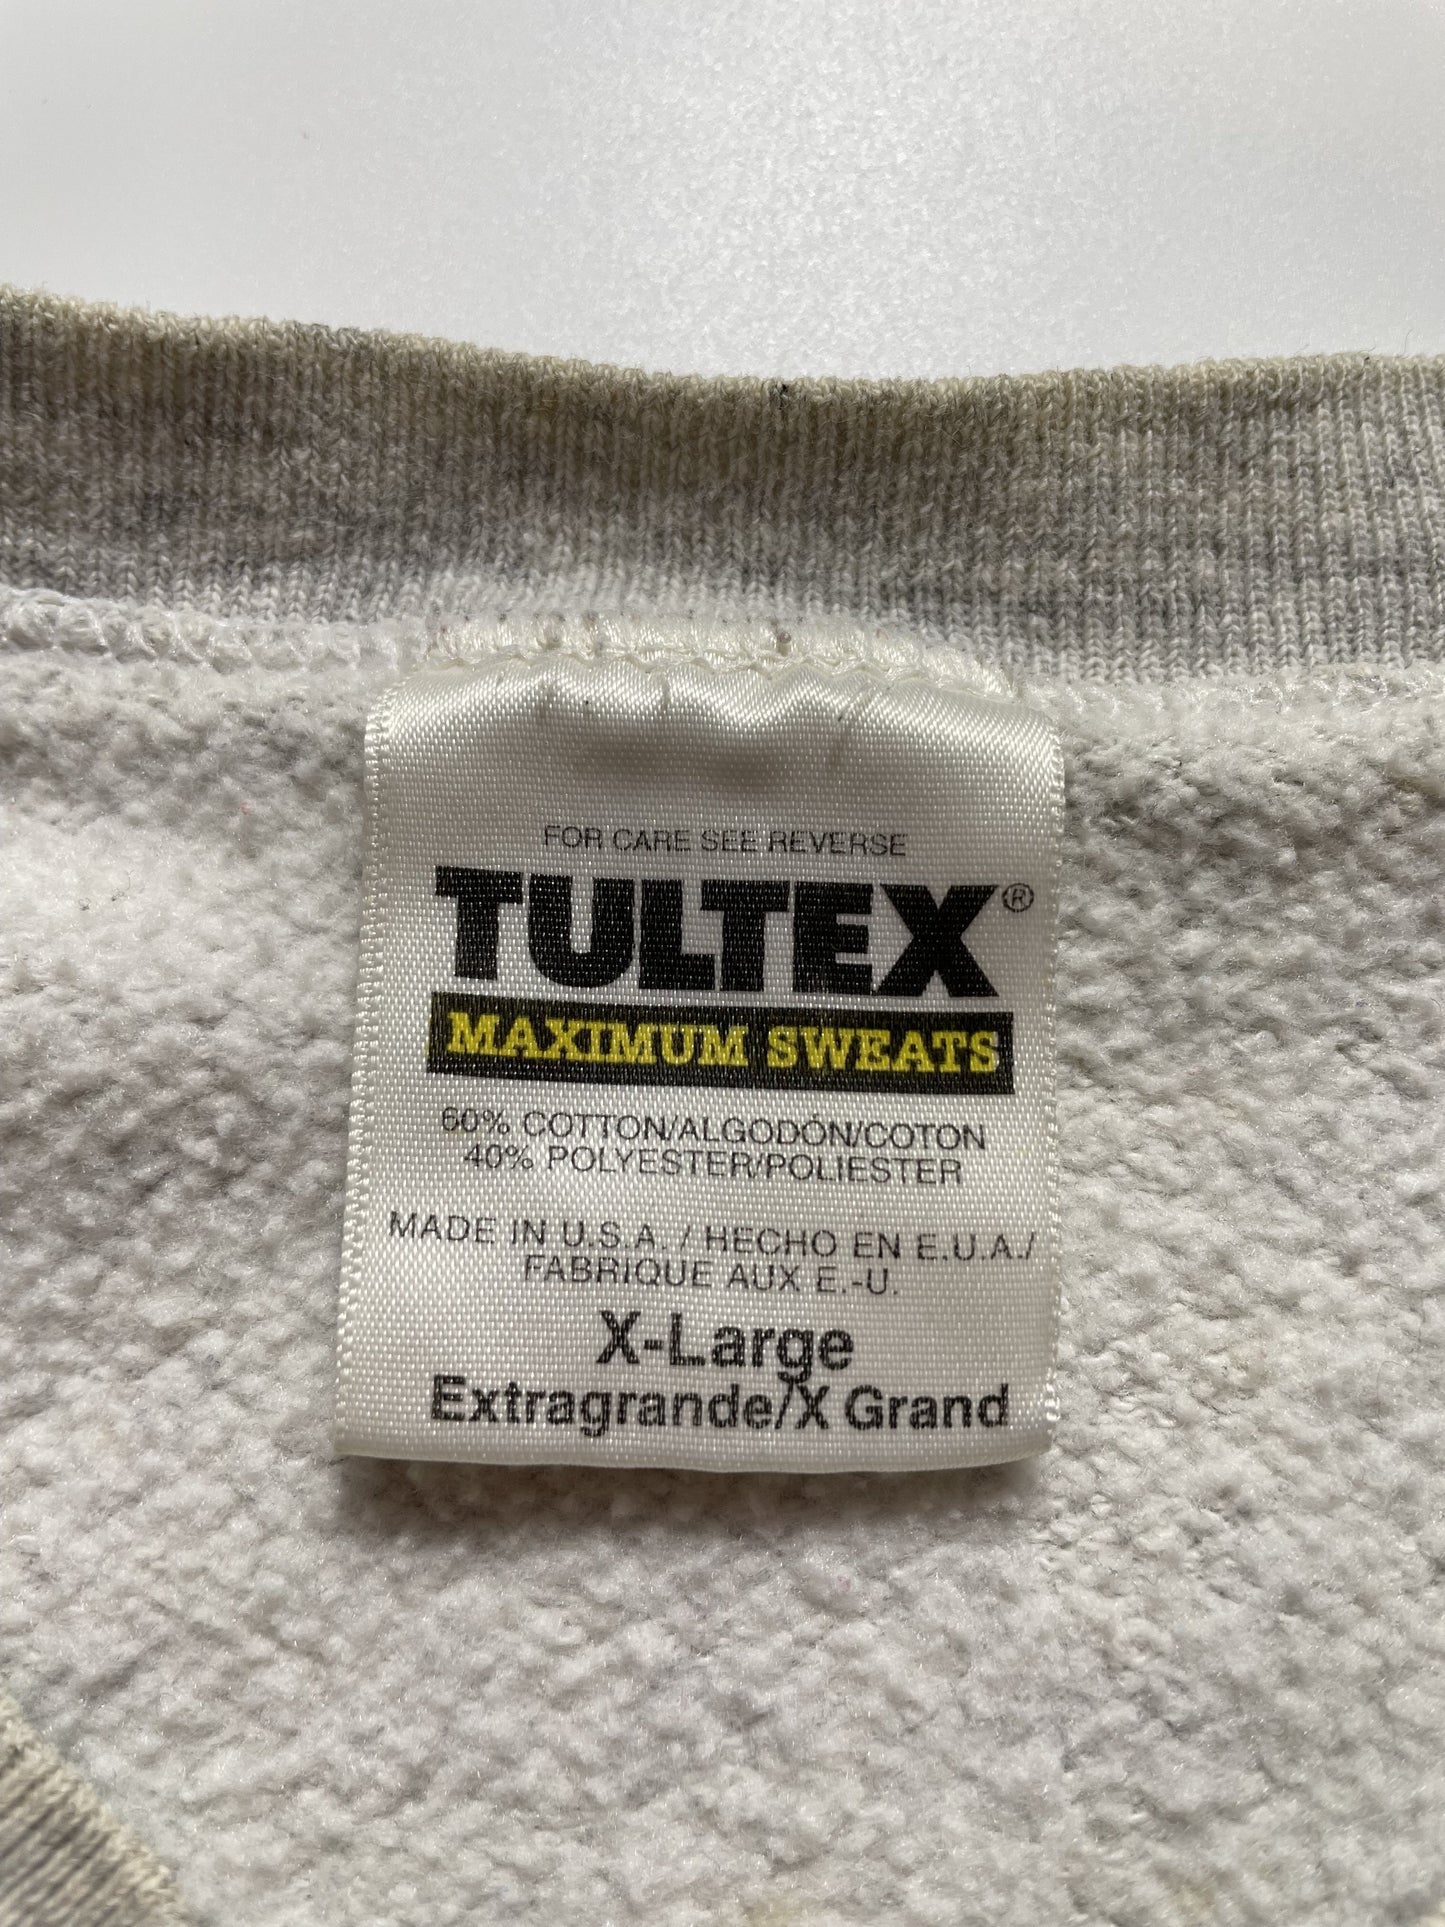 FOR CARE SEE REVERSE
TULTEX®
MAXIMUM SWEATS
60% COTTON/ALGODÓN/COTON
40% POLYESTER/POLIESTER
MADE IN U.S.A. / HECHO EN E.U.A./
FABRIQUE AUX E.-U.
X-Large
Extragrande/X Grand